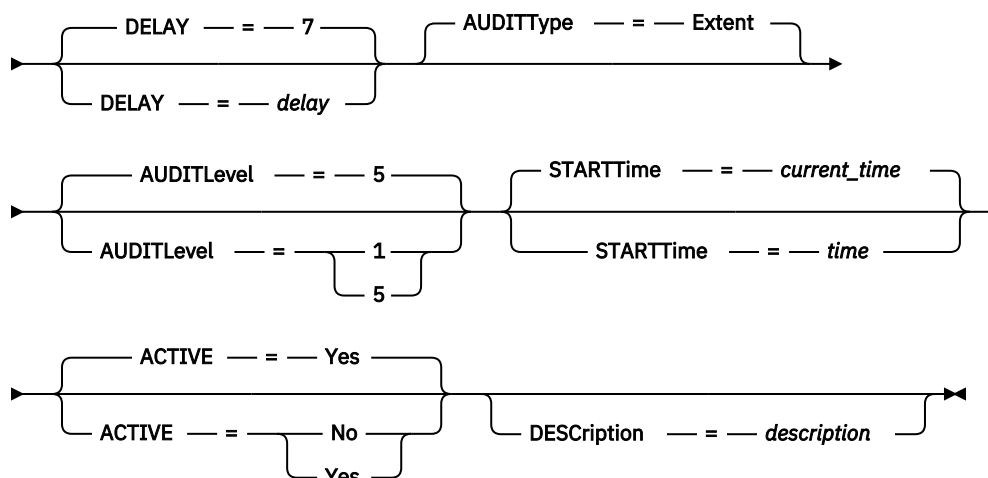 DELAY = 7
AUDITType = Extent
DELAY = delay
AUDITLevel = 5
STARTTime = current_time
AUDITLevel = 1
STARTTime = time
5
ACTIVE = Yes
ACTIVE = No
DESCription = description
Yes